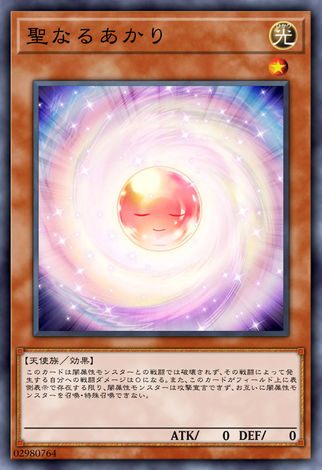 聖なるあかり
光
【天使族／効果】
このカードは闇属性モンスターとの戦闘では破壊されず、その戦闘によって発
生する自分への戦闘ダメージは０になる。また、このカードがフィールド上に表
側表示で存在する限り、闇属性モンスターは攻撃宣言できず、お互いに闇属性モ
ンスターを召喚・特殊召喚できない。
ATK/ 0 DEF/ 0
02980764